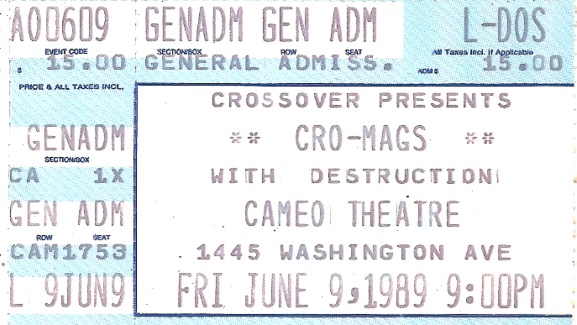 A00609 GENADM GEN ADM L-DOS
EVENT CODE SECTION/BOX ROW SEAT All Taxes Incl. If Applicable
$ 15.00 GENERAL ADMISS. ADM$ 15.00
PRICE & ALL TAXES INCL.
CROSSOVER PRESENTS
GENADM ** CRO-MAGS **
SECTION/BOX
CA 1X WITH DESTRUCTION
GEN ADM CAMEO THEATRE
ROW SEAT
CAM1753 1445 WASHINGTON AVE
L 9JUN9 FRI JUNE 9,1989 9:00PM